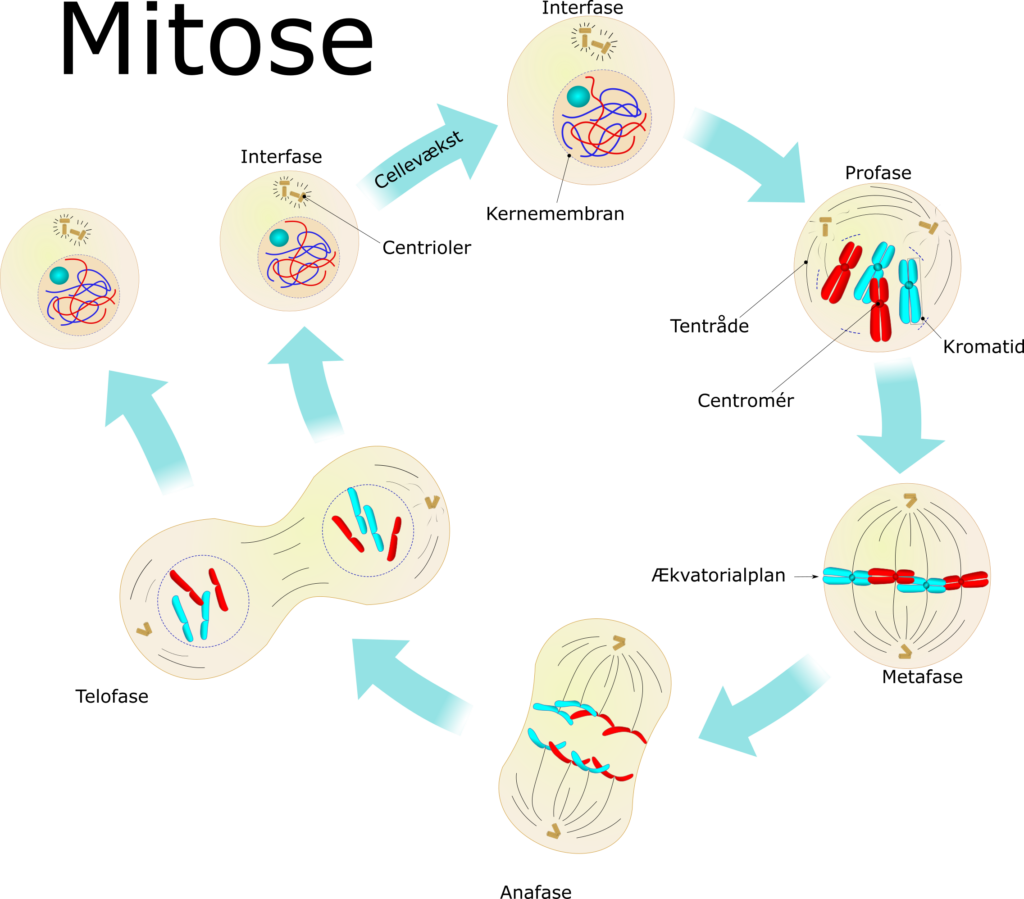 Mitose
Interfase
Cellevækst
Interfase
Kernemembran
Centrioler
Profase
Tentråde
Kromatid
Centromér
Ækvatorialplan
Metafase
Telofase
Anafase